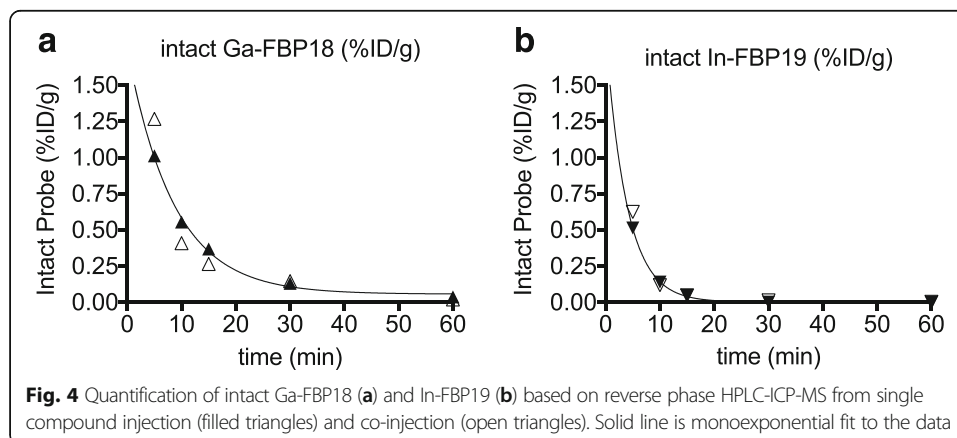 a
intact Ga-FBP18 (%ID/g)
Intact Probe (%ID/g)
1.50
1.25
1.00
0.75
0.50
0.25
0.00
0 10 20 30 40 50 60
time (min)
b
intact In-FBP19 (%ID/g)
Intact Probe (%ID/g)
1.50
1.25
1.00
0.75
0.50
0.25
0.00
0 10 20 30 40 50 60
time (min)
Fig. 4 Quantification of intact Ga-FBP18 (a) and In-FBP19 (b) based on reverse phase HPLC-ICP-MS from single
compound injection (filled triangles) and co-injection (open triangles). Solid line is monoexponential fit to the data